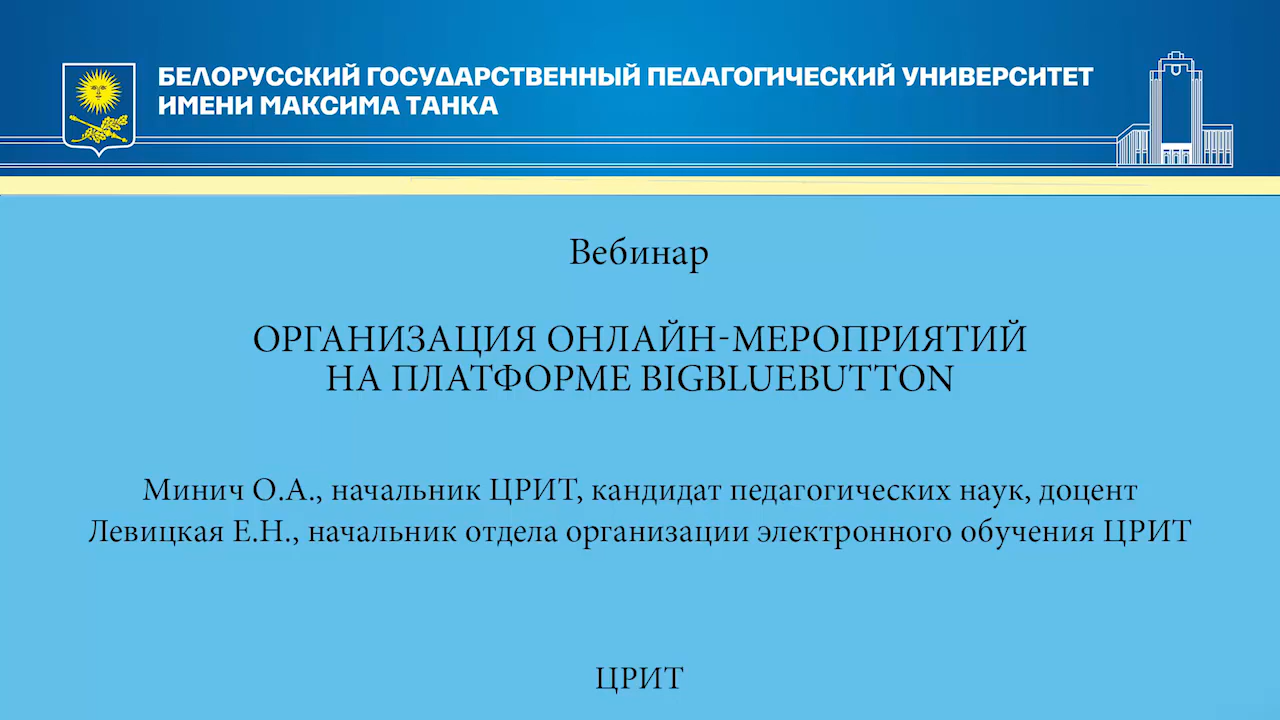 БЕЛОРУССКИЙ ГОСУДАРСТВЕННЫЙ ПЕДАГОГИЧЕСКИЙ УНИВЕРСИТЕТ
ИМЕНИ МАКСИМА ТАНКА
Вебинар
ОРГАНИЗАЦИЯ ОНЛАЙН-МЕРОПРИЯТИЙ
НА ПЛАТФОРМЕ BIGBLUEBUTTON
Минич О.А., начальник ЦРИТ, кандидат педагогических наук, доцент
Левицкая Е.Н., начальник отдела организации электронного обучения ЦРИТ
ЦРИТ